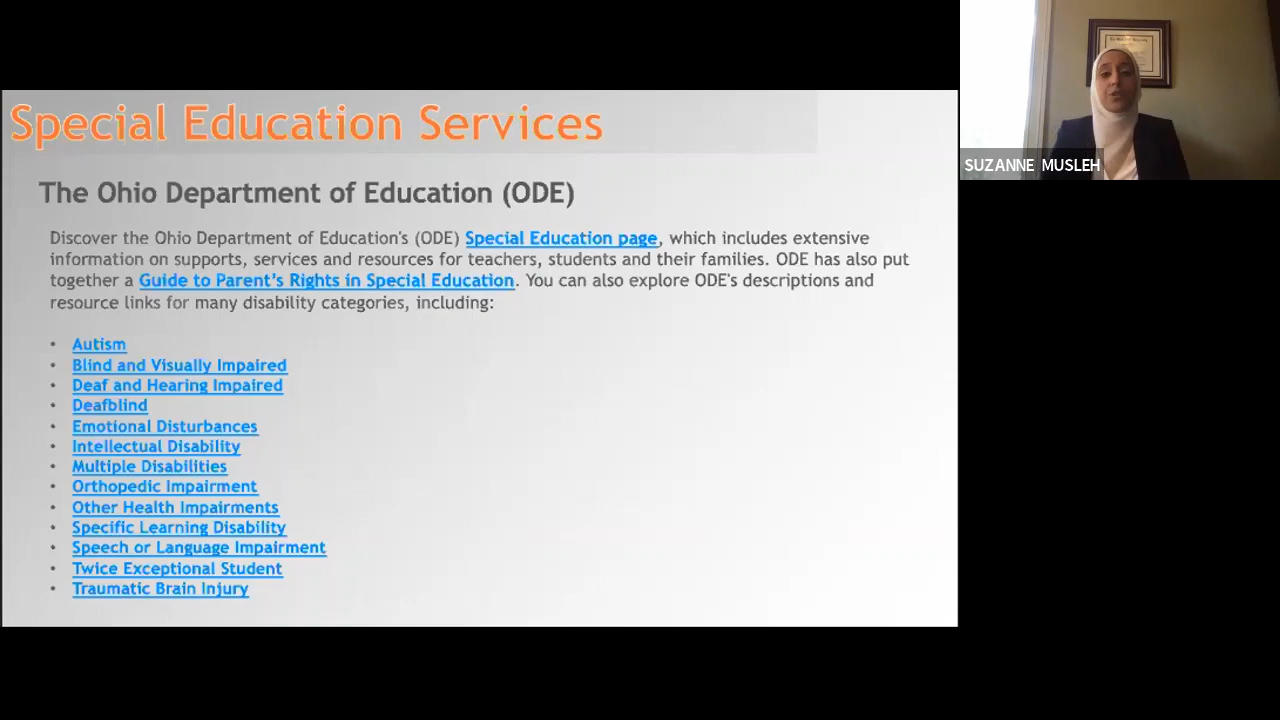 Special Education Services
The Ohio Department of Education (ODE)
Discover the Ohio Department of Education's (ODE) Special Education page, which includes extensive
information on supports, services and resources for teachers, students and their families. ODE has also put
together a Guide to Parent’s Rights in Special Education. You can also explore ODE's descriptions and
resource links for many disability categories, including:
• Autism
• Blind and Visually Impaired
• Deaf and Hearing Impaired
• Deafblind
• Emotional Disturbances
• Intellectual Disability
• Multiple Disabilities
• Orthopedic Impairment
• Other Health Impairments
• Specific Learning Disability
• Speech or Language Impairment
• Twice Exceptional Student
• Traumatic Brain Injury
SUZANNE MUSLEH